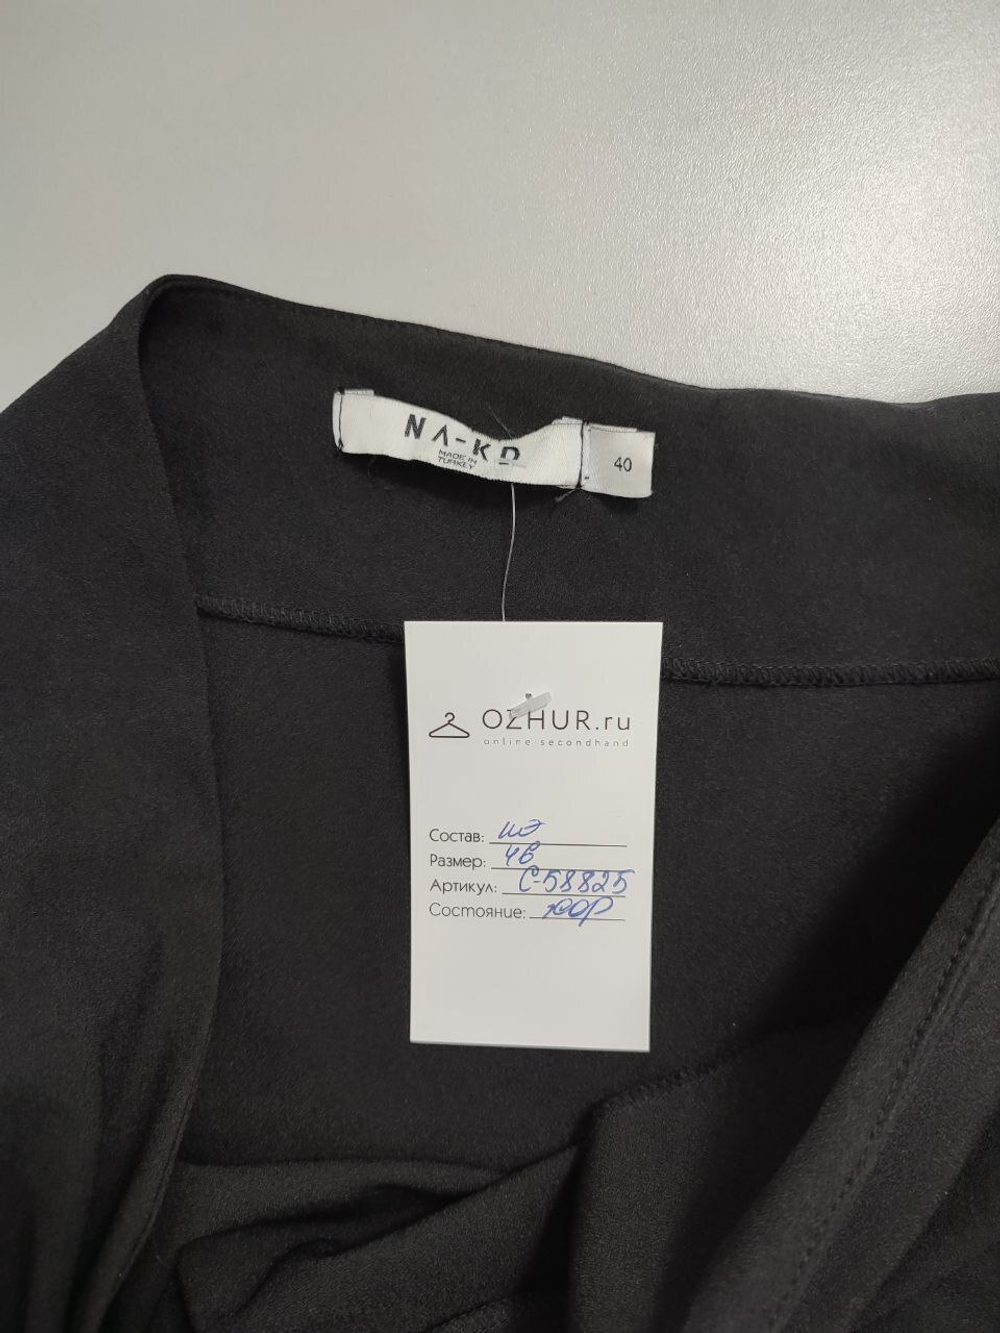 NA-KD
MADE IN
TURKEY
40
OZHUR.ru
online secondhand
Состав: пэ
Размер: 46
Артикул: С-58825
Состояние: хор